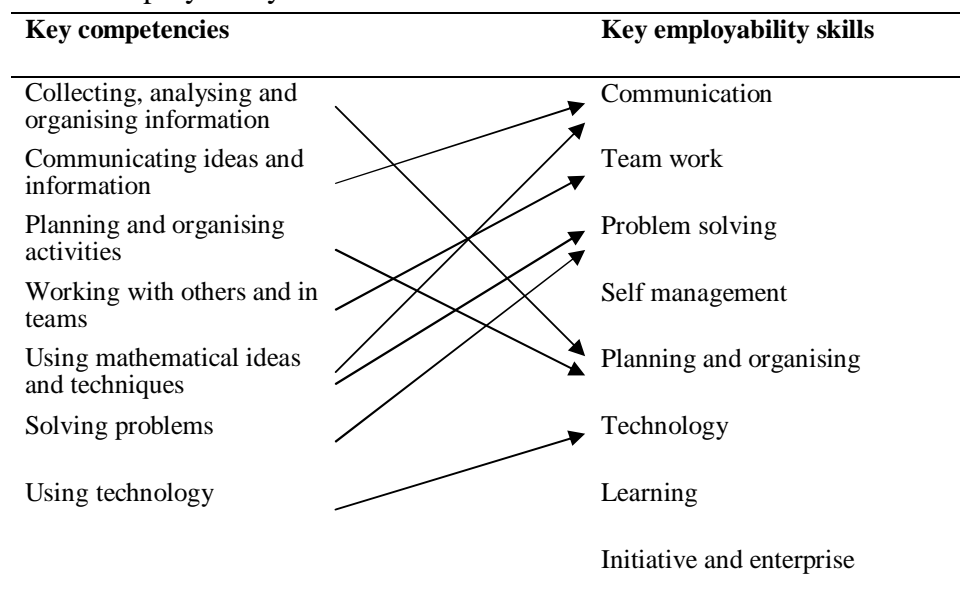 Key competencies
Key employability skills
Collecting, analysing and
organising information
Communication
Communicating ideas and
information
Team work
Planning and organising
activities
Problem solving
Working with others and in
teams
Self management
Using mathematical ideas
and techniques
Planning and organising
Solving problems
Technology
Using technology
Learning
Initiative and enterprise